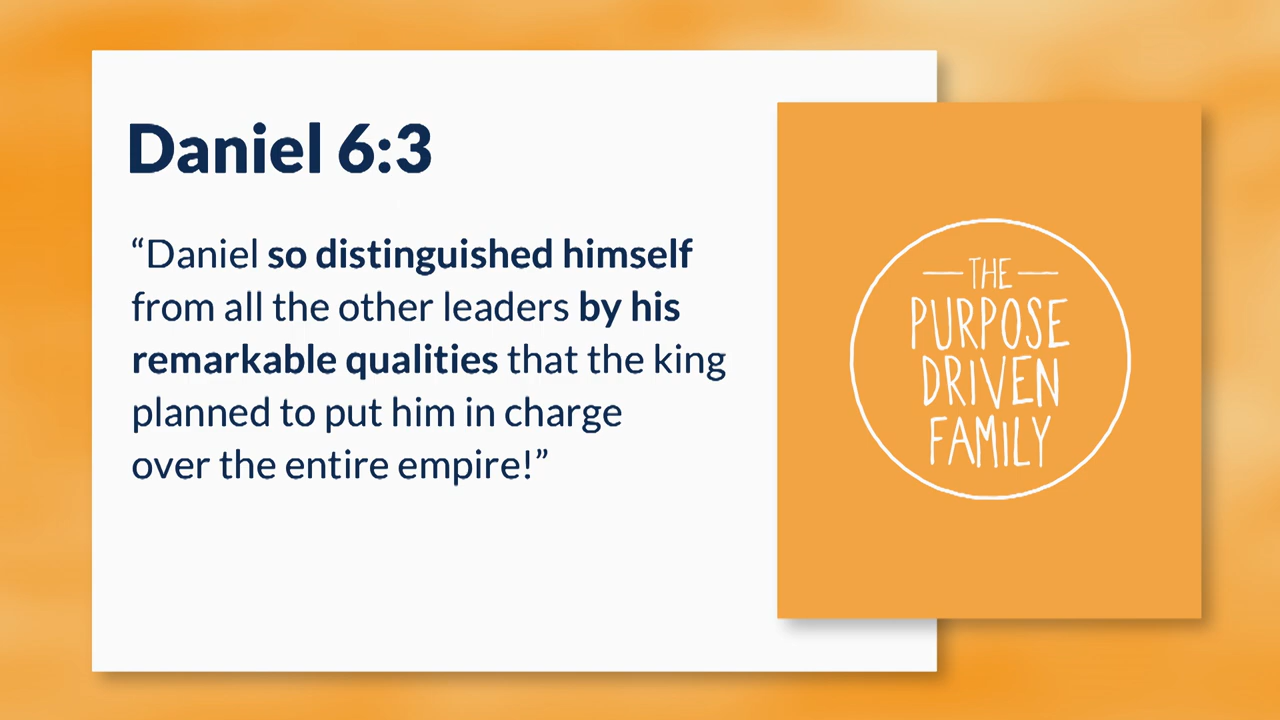 Daniel 6:3
“Daniel so distinguished himself
from all the other leaders by his
remarkable qualities that the king
planned to put him in charge
over the entire empire!”
THE
PURPOSE
DRIVEN
FAMILY